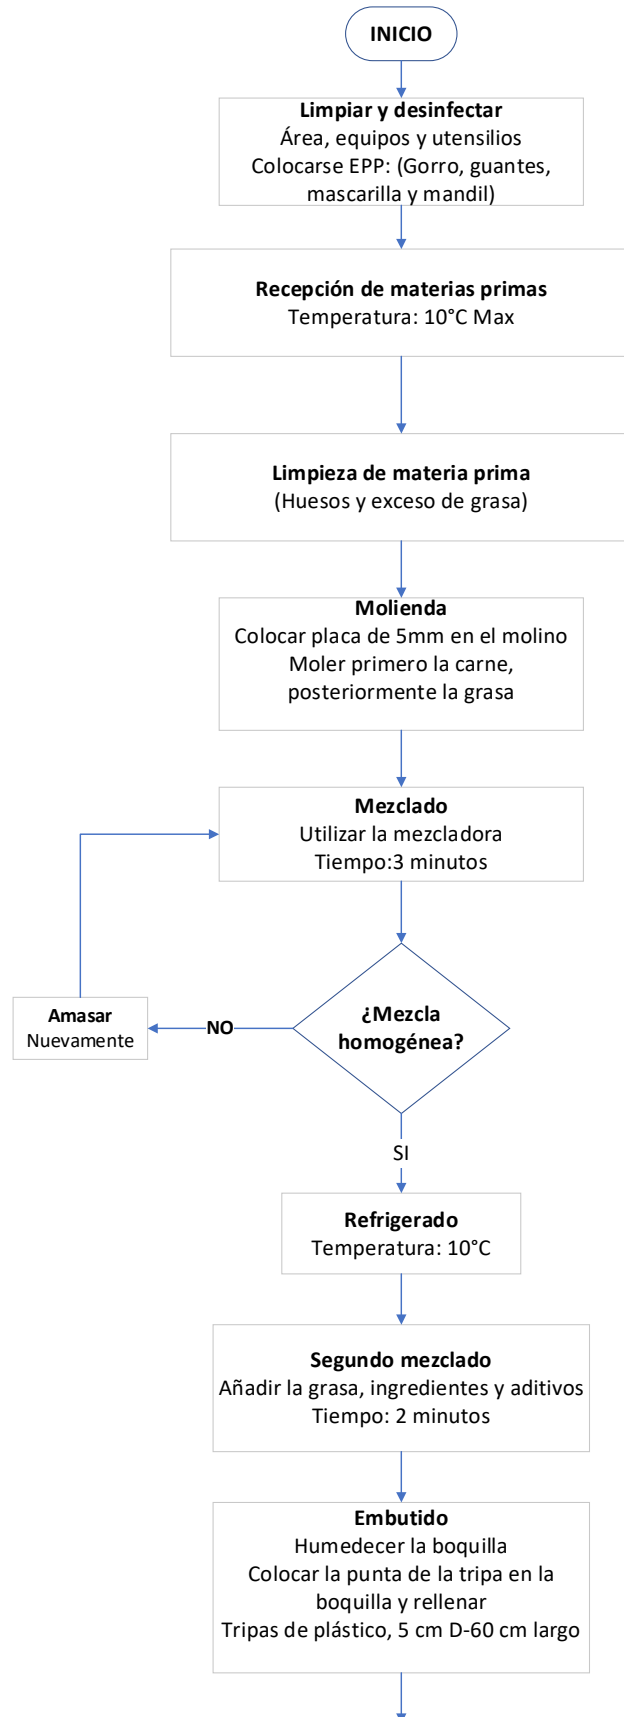 INICIO
Limpiar y desinfectar
Área, equipos y utensilios
Colocarse EPP: (Gorro, guantes,
mascarilla y mandil)
Recepción de materias primas
Temperatura: 10°C Max
Limpieza de materia prima
(Huesos y exceso de grasa)
Molienda
Colocar placa de 5mm en el molino
Moler primero la carne,
posteriormente la grasa
Mezclado
Utilizar la mezcladora
Tiempo:3 minutos
¿Mezcla
homogénea?
NO
Amasar
Nuevamente
SI
Refrigerado
Temperatura: 10°C
Segundo mezclado
Añadir la grasa, ingredientes y aditivos
Tiempo: 2 minutos
Embutido
Humedecer la boquilla
Colocar la punta de la tripa en la
boquilla y rellenar
Tripas de plástico, 5 cm D-60 cm largo